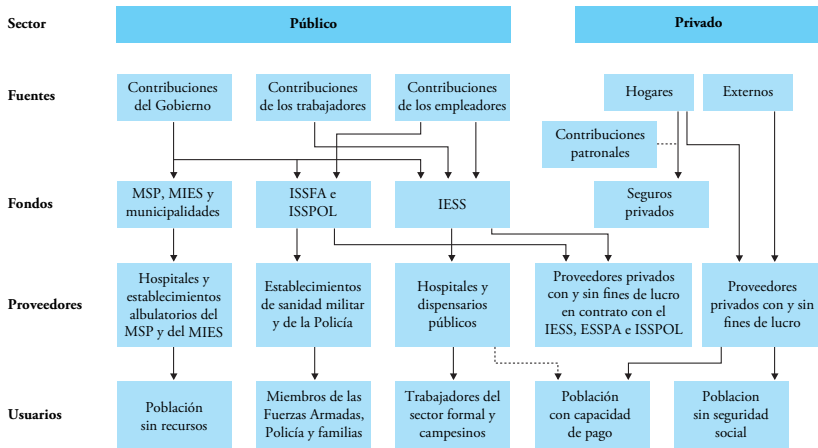 Sector
Público
Privado
Fuentes
Contribuciones
del Gobierno
Contribuciones
de los trabajadores
Contribuciones
de los empleadores
Hogares
Externos
Contribuciones
patronales
Fondos
MSP, MIES y
municipalidades
ISSFA e
ISSPOL
IESS
Seguros
privados
Proveedores
Hospitales y
establecimientos
albulatorios del
MSP y del MIES
Establecimientos
de sanidad militar
y de la Policía
Hospitales y
dispensarios
públicos
Proveedores privados
con y sin fines de lucro
en contrato con el
IESS, ESSPA e ISSPOL
Proveedores
privados con y sin
fines de lucro
Usuarios
Población
sin recursos
Miembros de las
Fuerzas Armadas,
Policía y familias
Trabajadores del
sector formal y
campesinos
Población
con capacidad
de pago
Poblacion
sin seguridad
social